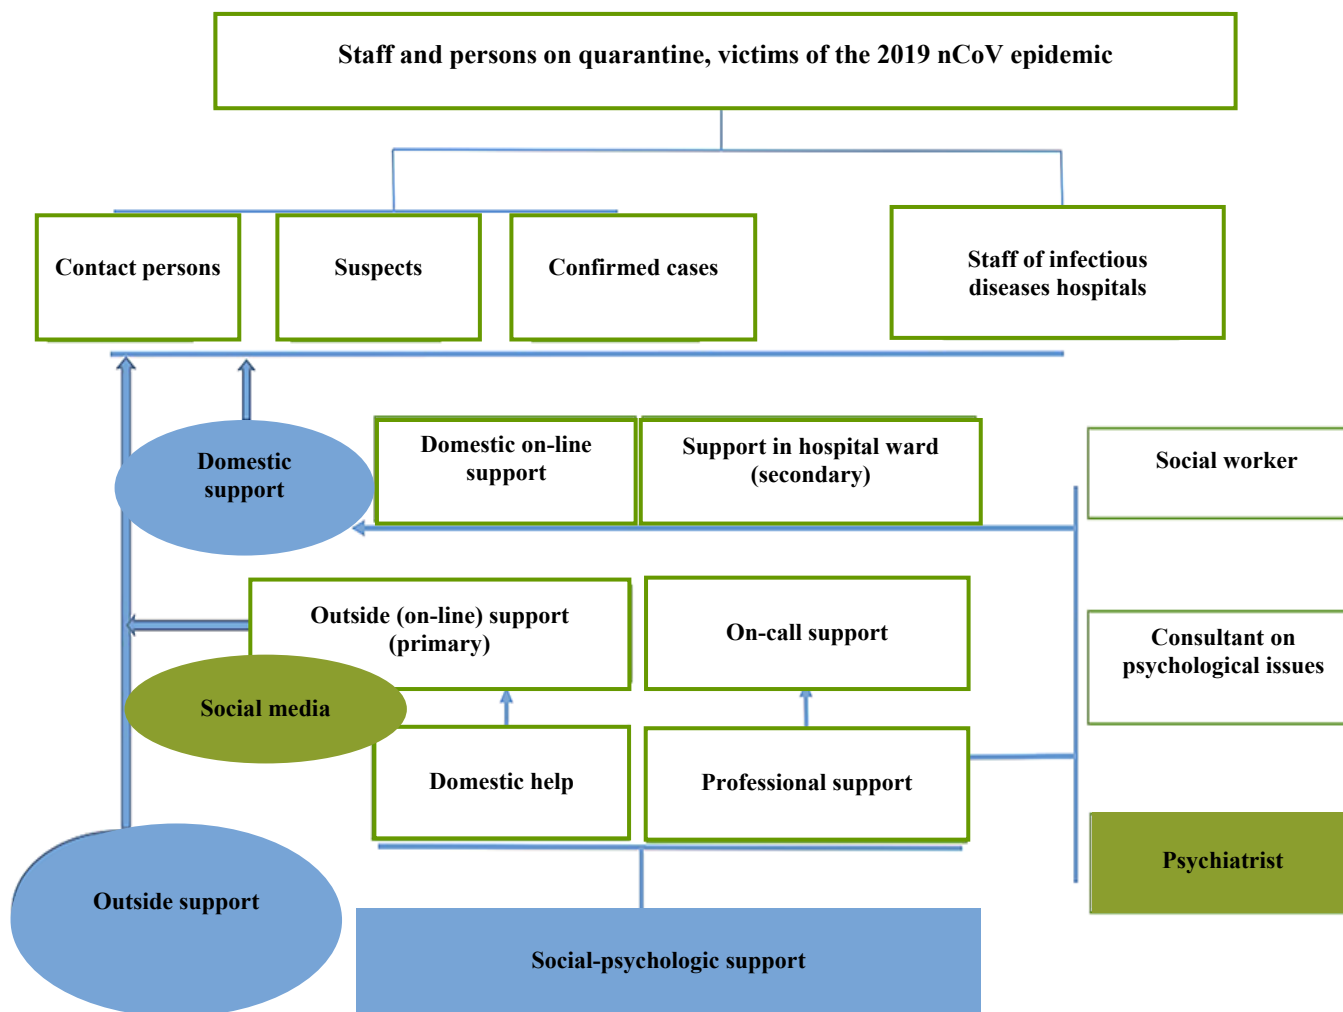 Staff and persons on quarantine, victims of the 2019 nCoV epidemic
Contact persons
Suspects
Confirmed cases
Staff of infectious
diseases hospitals
Domestic
support
Domestic on-line
support
Support in hospital ward
(secondary)
Social worker
Outside (on-line) support
(primary)
On-call support
Consultant on
psychological issues
Social media
Domestic help
Professional support
Psychiatrist
Outside support
Social-psychologic support